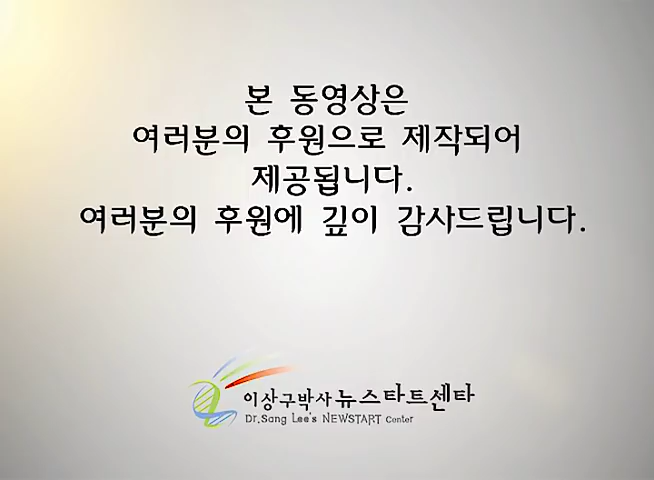 본 동영상은
여러분의 후원으로 제작되어
제공됩니다.
여러분의 후원에 깊이 감사드립니다.
이상구박사 뉴스타트센타
Dr.Sang Lee's NEWSTART Center